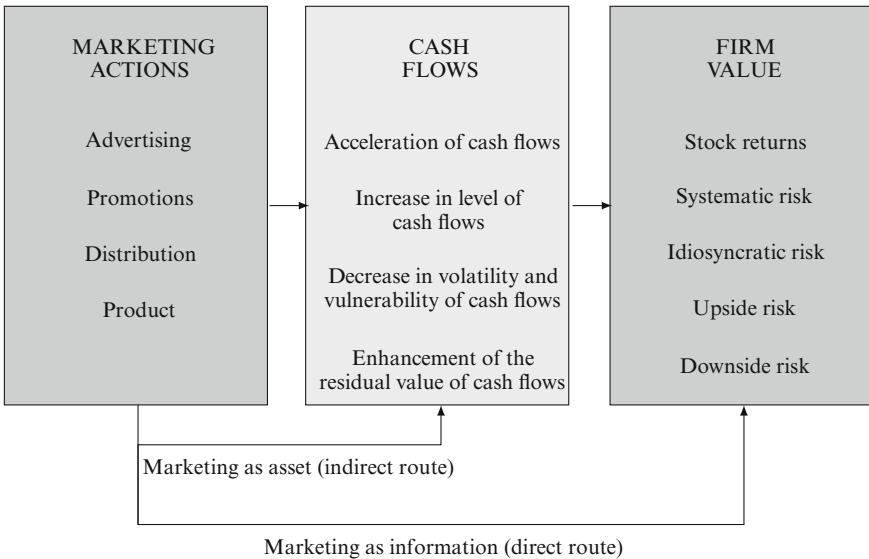 MARKETING
ACTIONS
Advertising
Promotions
Distribution
Product
CASH
FLOWS
Acceleration of cash flows
Increase in level of
cash flows
Decrease in volatility and
vulnerability of cash flows
Enhancement of the
residual value of cash flows
FIRM
VALUE
Stock returns
Systematic risk
Idiosyncratic risk
Upside risk
Downside risk
Marketing as asset (indirect route)
Marketing as information (direct route)